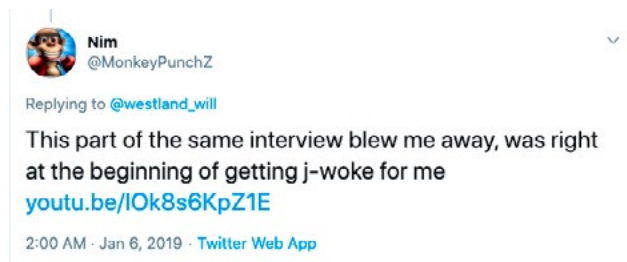 Nim
@MonkeyPunchZ
Replying to @westland_will
This part of the same interview blew me away, was right
at the beginning of getting j-woke for me
youtu.be/IOk8s6KpZ1E
2:00 AM · Jan 6, 2019 · Twitter Web App